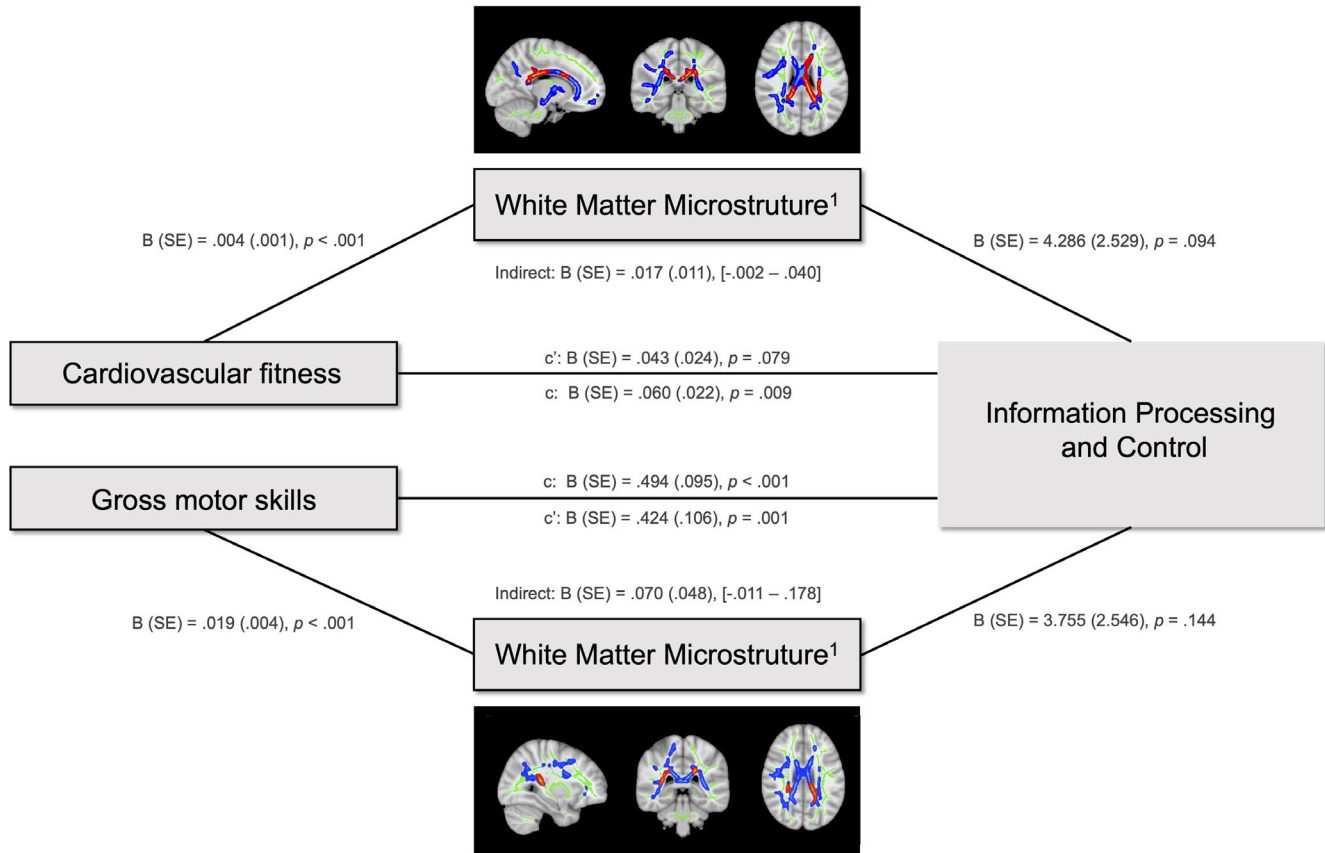 White Matter Microstruture¹
B (SE) = .004 (.001), p < .001
B (SE) = 4.286 (2.529), p = .094
Indirect: B (SE) = .017 (.011), [-.002 – .040]
Cardiovascular fitness
c': B (SE) = .043 (.024), p = .079
c: B (SE) = .060 (.022), p = .009
Information Processing
and Control
Gross motor skills
c: B (SE) = .494 (.095), p < .001
c': B (SE) = .424 (.106), p = .001
Indirect: B (SE) = .070 (.048), [-.011 – .178]
B (SE) = .019 (.004), p < .001
B (SE) = 3.755 (2.546), p = .144
White Matter Microstruture¹